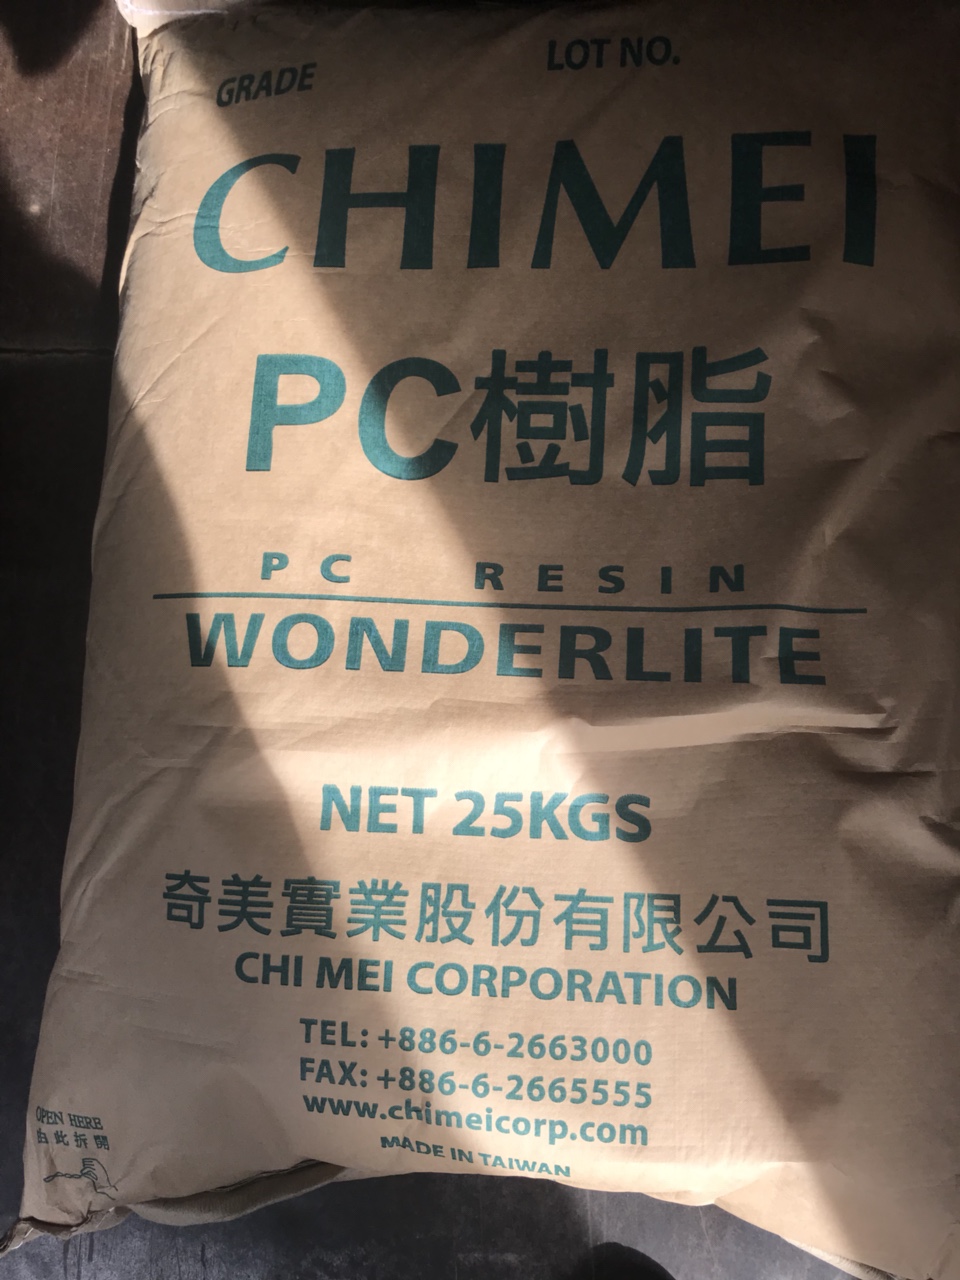 GRADE
LOT NO.
CHIMEI
PC樹脂
PC RESIN
WONDERLITE
NET 25KGS
奇美實業股份有限公司
CHI MEI CORPORATION
TEL: +886-6-2663000
FAX: +886-6-2665555
www.chimeicorp.com
MADE IN TAIWAN
OPEN HERE
由此拆開